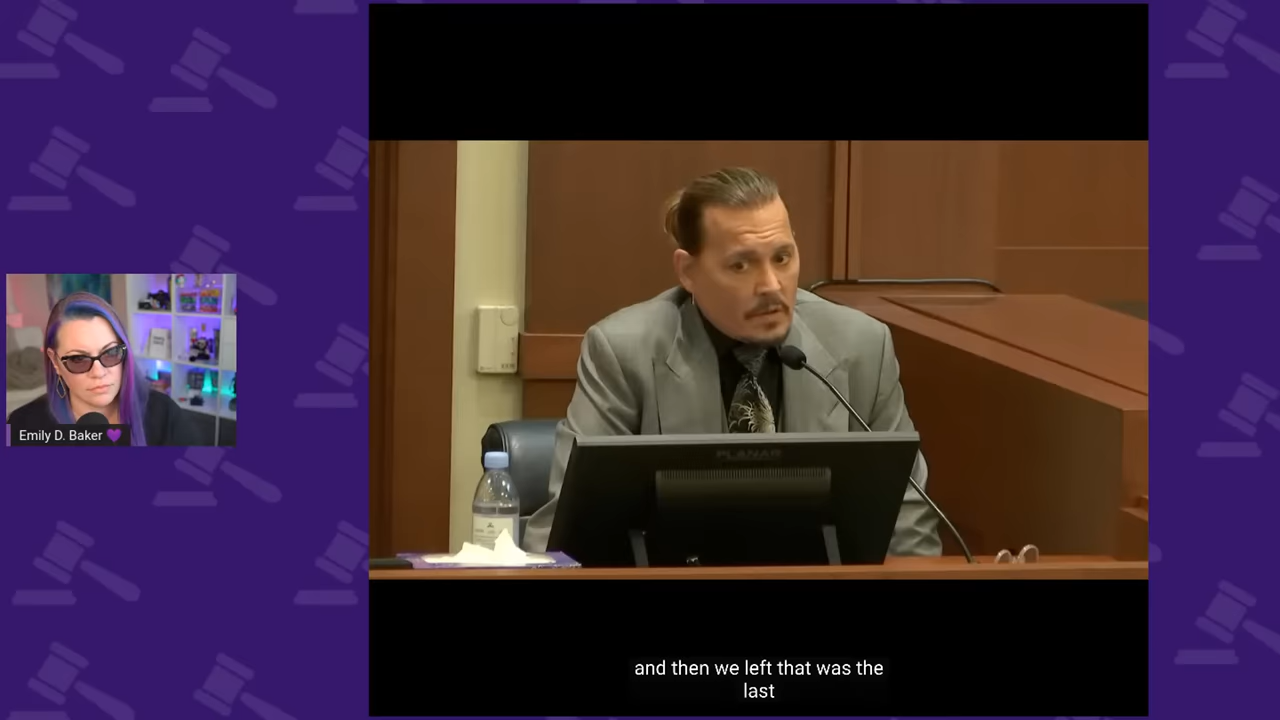 Emily D. Baker 💜
PLANAR
and then we left that was the
last